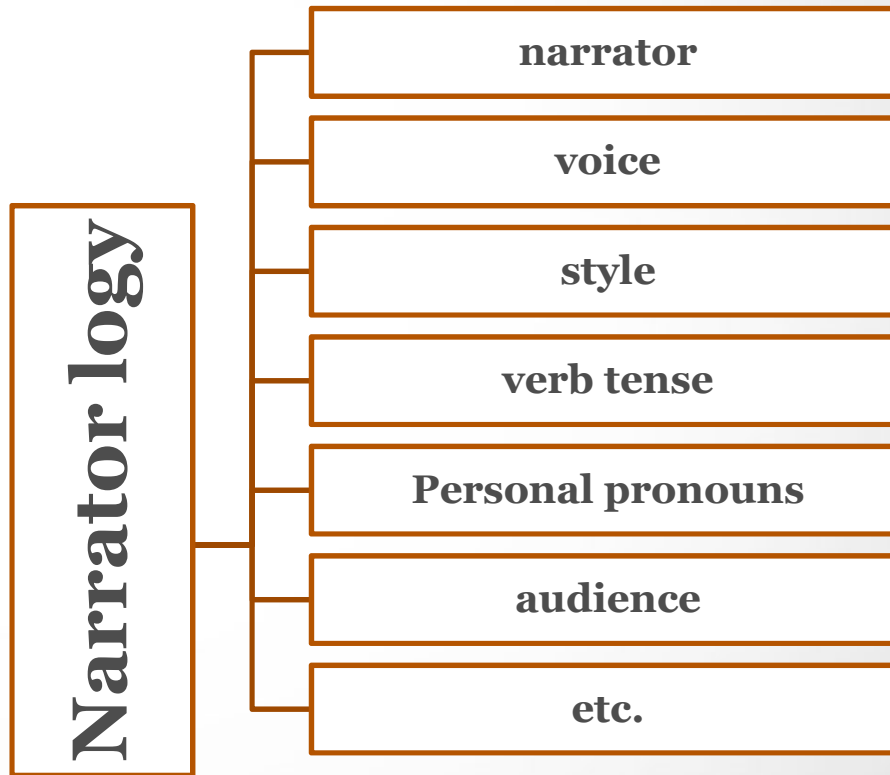 Narrator logy
narrator
voice
style
verb tense
Personal pronouns
audience
etc.